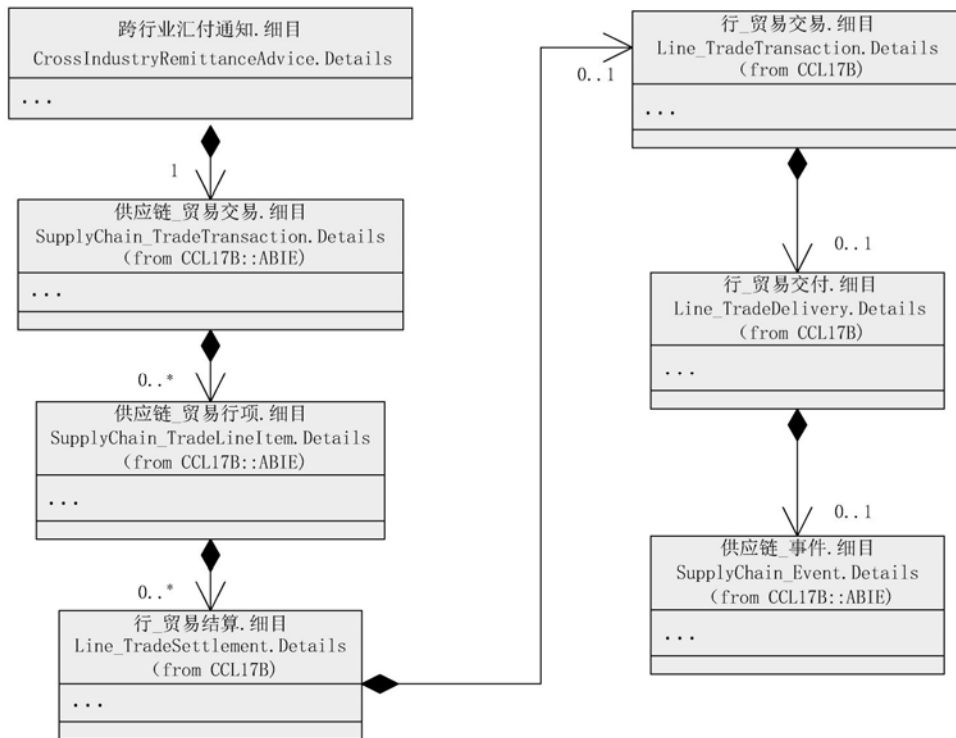 跨行业汇付通知.细目
CrossIndustryRemittanceAdvice.Details
...
1
供应链_贸易交易.细目
SupplyChain_TradeTransaction.Details
(from CCL17B::ABIE)
...
0..*
供应链_贸易行项.细目
SupplyChain_TradeLineItem.Details
(from CCL17B::ABIE)
...
0..*
行_贸易结算.细目
Line_TradeSettlement.Details
(from CCL17B)
...
0..1
行_贸易交易.细目
Line_TradeTransaction.Details
(from CCL17B)
...
0..1
行_贸易交付.细目
Line_TradeDelivery.Details
(from CCL17B)
...
0..1
供应链_事件.细目
SupplyChain_Event.Details
(from CCL17B::ABIE)
...